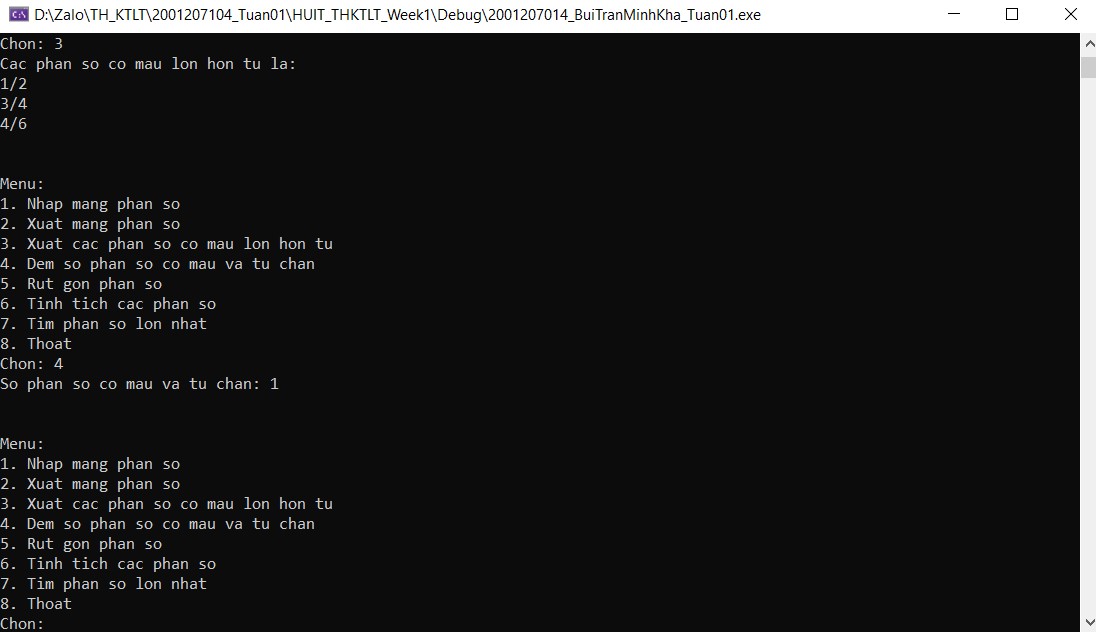 D:\Zalo\TH_KTLT\2001207104_Tuan01\HUIT_THKTLT_Week1\Debug\2001207014_BuiTranMinhKha_Tuan01.exe
Chon: 3
Cac phan so co mau lon hon tu la:
1/2
3/4
4/6
Menu:
1. Nhap mang phan so
2. Xuat mang phan so
3. Xuat cac phan so co mau lon hon tu
4. Dem so phan so co mau va tu chan
5. Rut gon phan so
6. Tinh tich cac phan so
7. Tim phan so lon nhat
8. Thoat
Chon: 4
So phan so co mau va tu chan: 1
Menu:
1. Nhap mang phan so
2. Xuat mang phan so
3. Xuat cac phan so co mau lon hon tu
4. Dem so phan so co mau va tu chan
5. Rut gon phan so
6. Tinh tich cac phan so
7. Tim phan so lon nhat
8. Thoat
Chon: